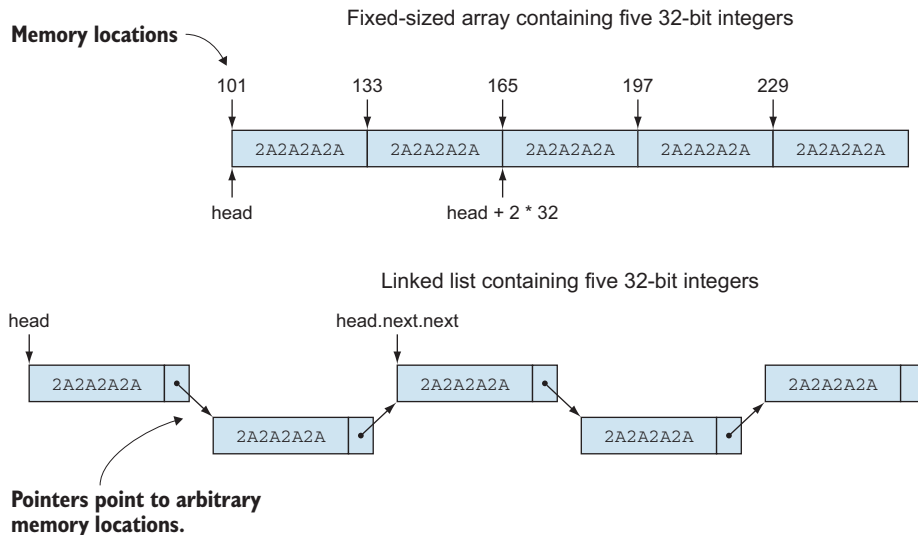 Fixed-sized array containing five 32-bit integers
Memory locations
101 133 165 197 229
2A2A2A2A 2A2A2A2A 2A2A2A2A 2A2A2A2A 2A2A2A2A
head head + 2 * 32
Linked list containing five 32-bit integers
head head.next.next
2A2A2A2A 2A2A2A2A 2A2A2A2A
2A2A2A2A 2A2A2A2A
Pointers point to arbitrary
memory locations.